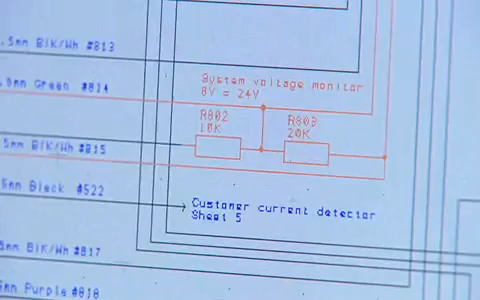 .5mm Blk/Wh #813
System voltage monitor
8V = 24V
.5mm Green #814
R802
10K
R803
20K
.5mm Blk/Wh #815
5mm Black #522
Customer current detector
Sheet 5
5mm Blk/Wh #817
5mm Purple #818